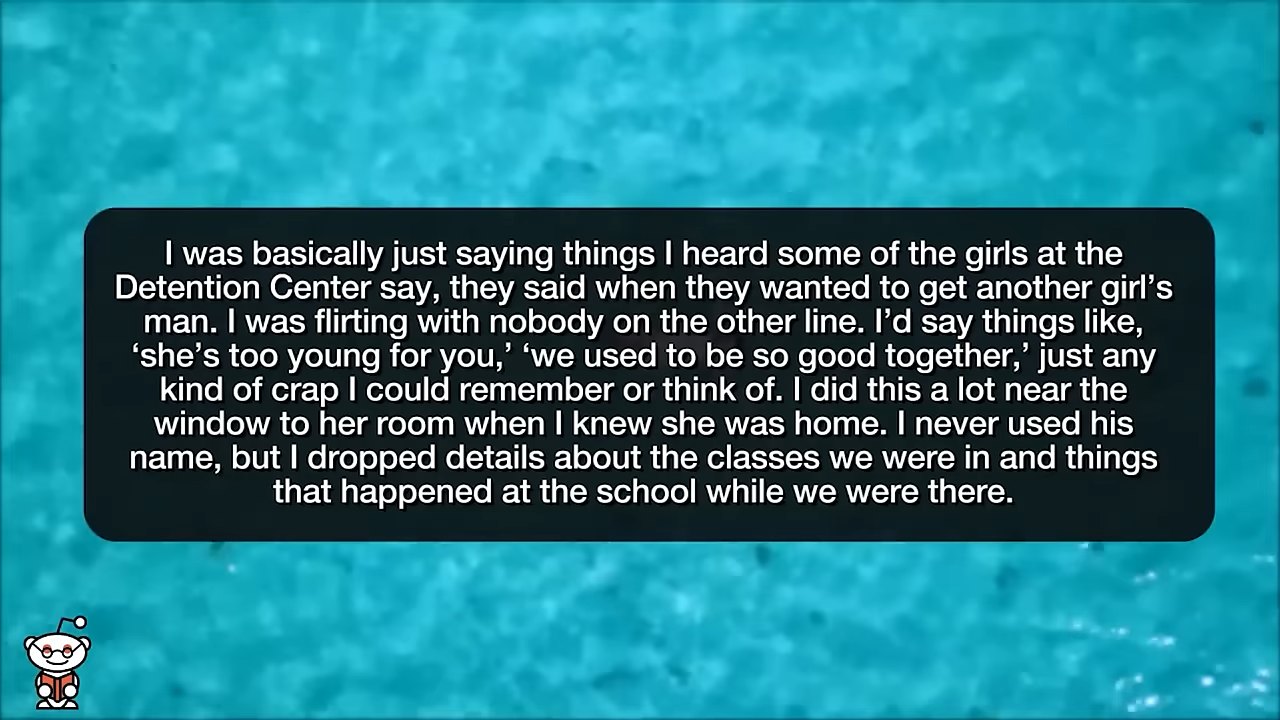 I was basically just saying things I heard some of the girls at the
Detention Center say, they said when they wanted to get another girl’s
man. I was flirting with nobody on the other line. I’d say things like,
‘she’s too young for you,’ ‘we used to be so good together,’ just any
kind of crap I could remember or think of. I did this a lot near the
window to her room when I knew she was home. I never used his
name, but I dropped details about the classes we were in and things
that happened at the school while we were there.